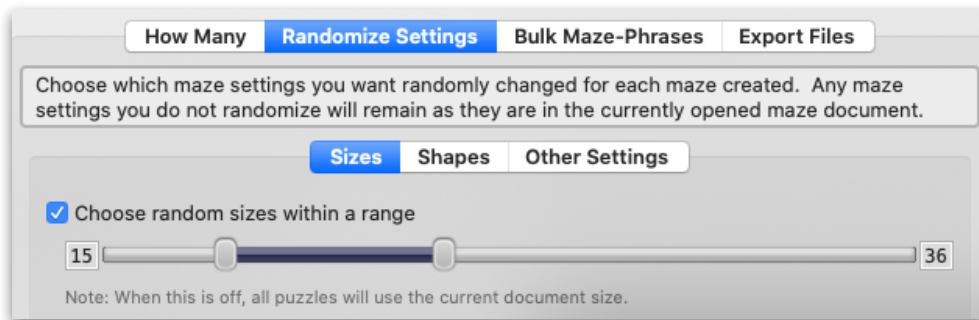 How Many Randomize Settings Bulk Maze-Phrases Export Files
Choose which maze settings you want randomly changed for each maze created. Any maze
settings you do not randomize will remain as they are in the currently opened maze document.
Sizes Shapes Other Settings
Choose random sizes within a range
15 36
Note: When this is off, all puzzles will use the current document size.